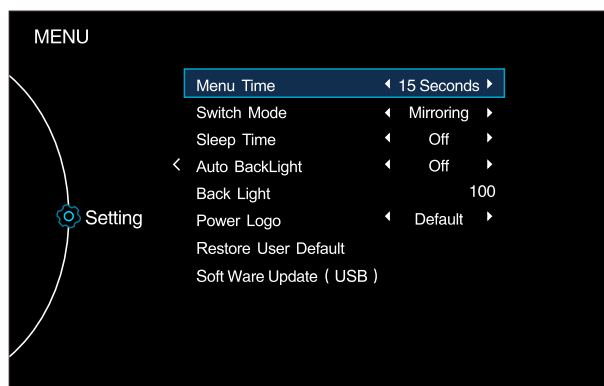 MENU
Menu Time 15 Seconds
Switch Mode Mirroring
Sleep Time Off
Auto BackLight Off
Back Light 100
Setting
Power Logo Default
Restore User Default
Soft Ware Update ( USB )